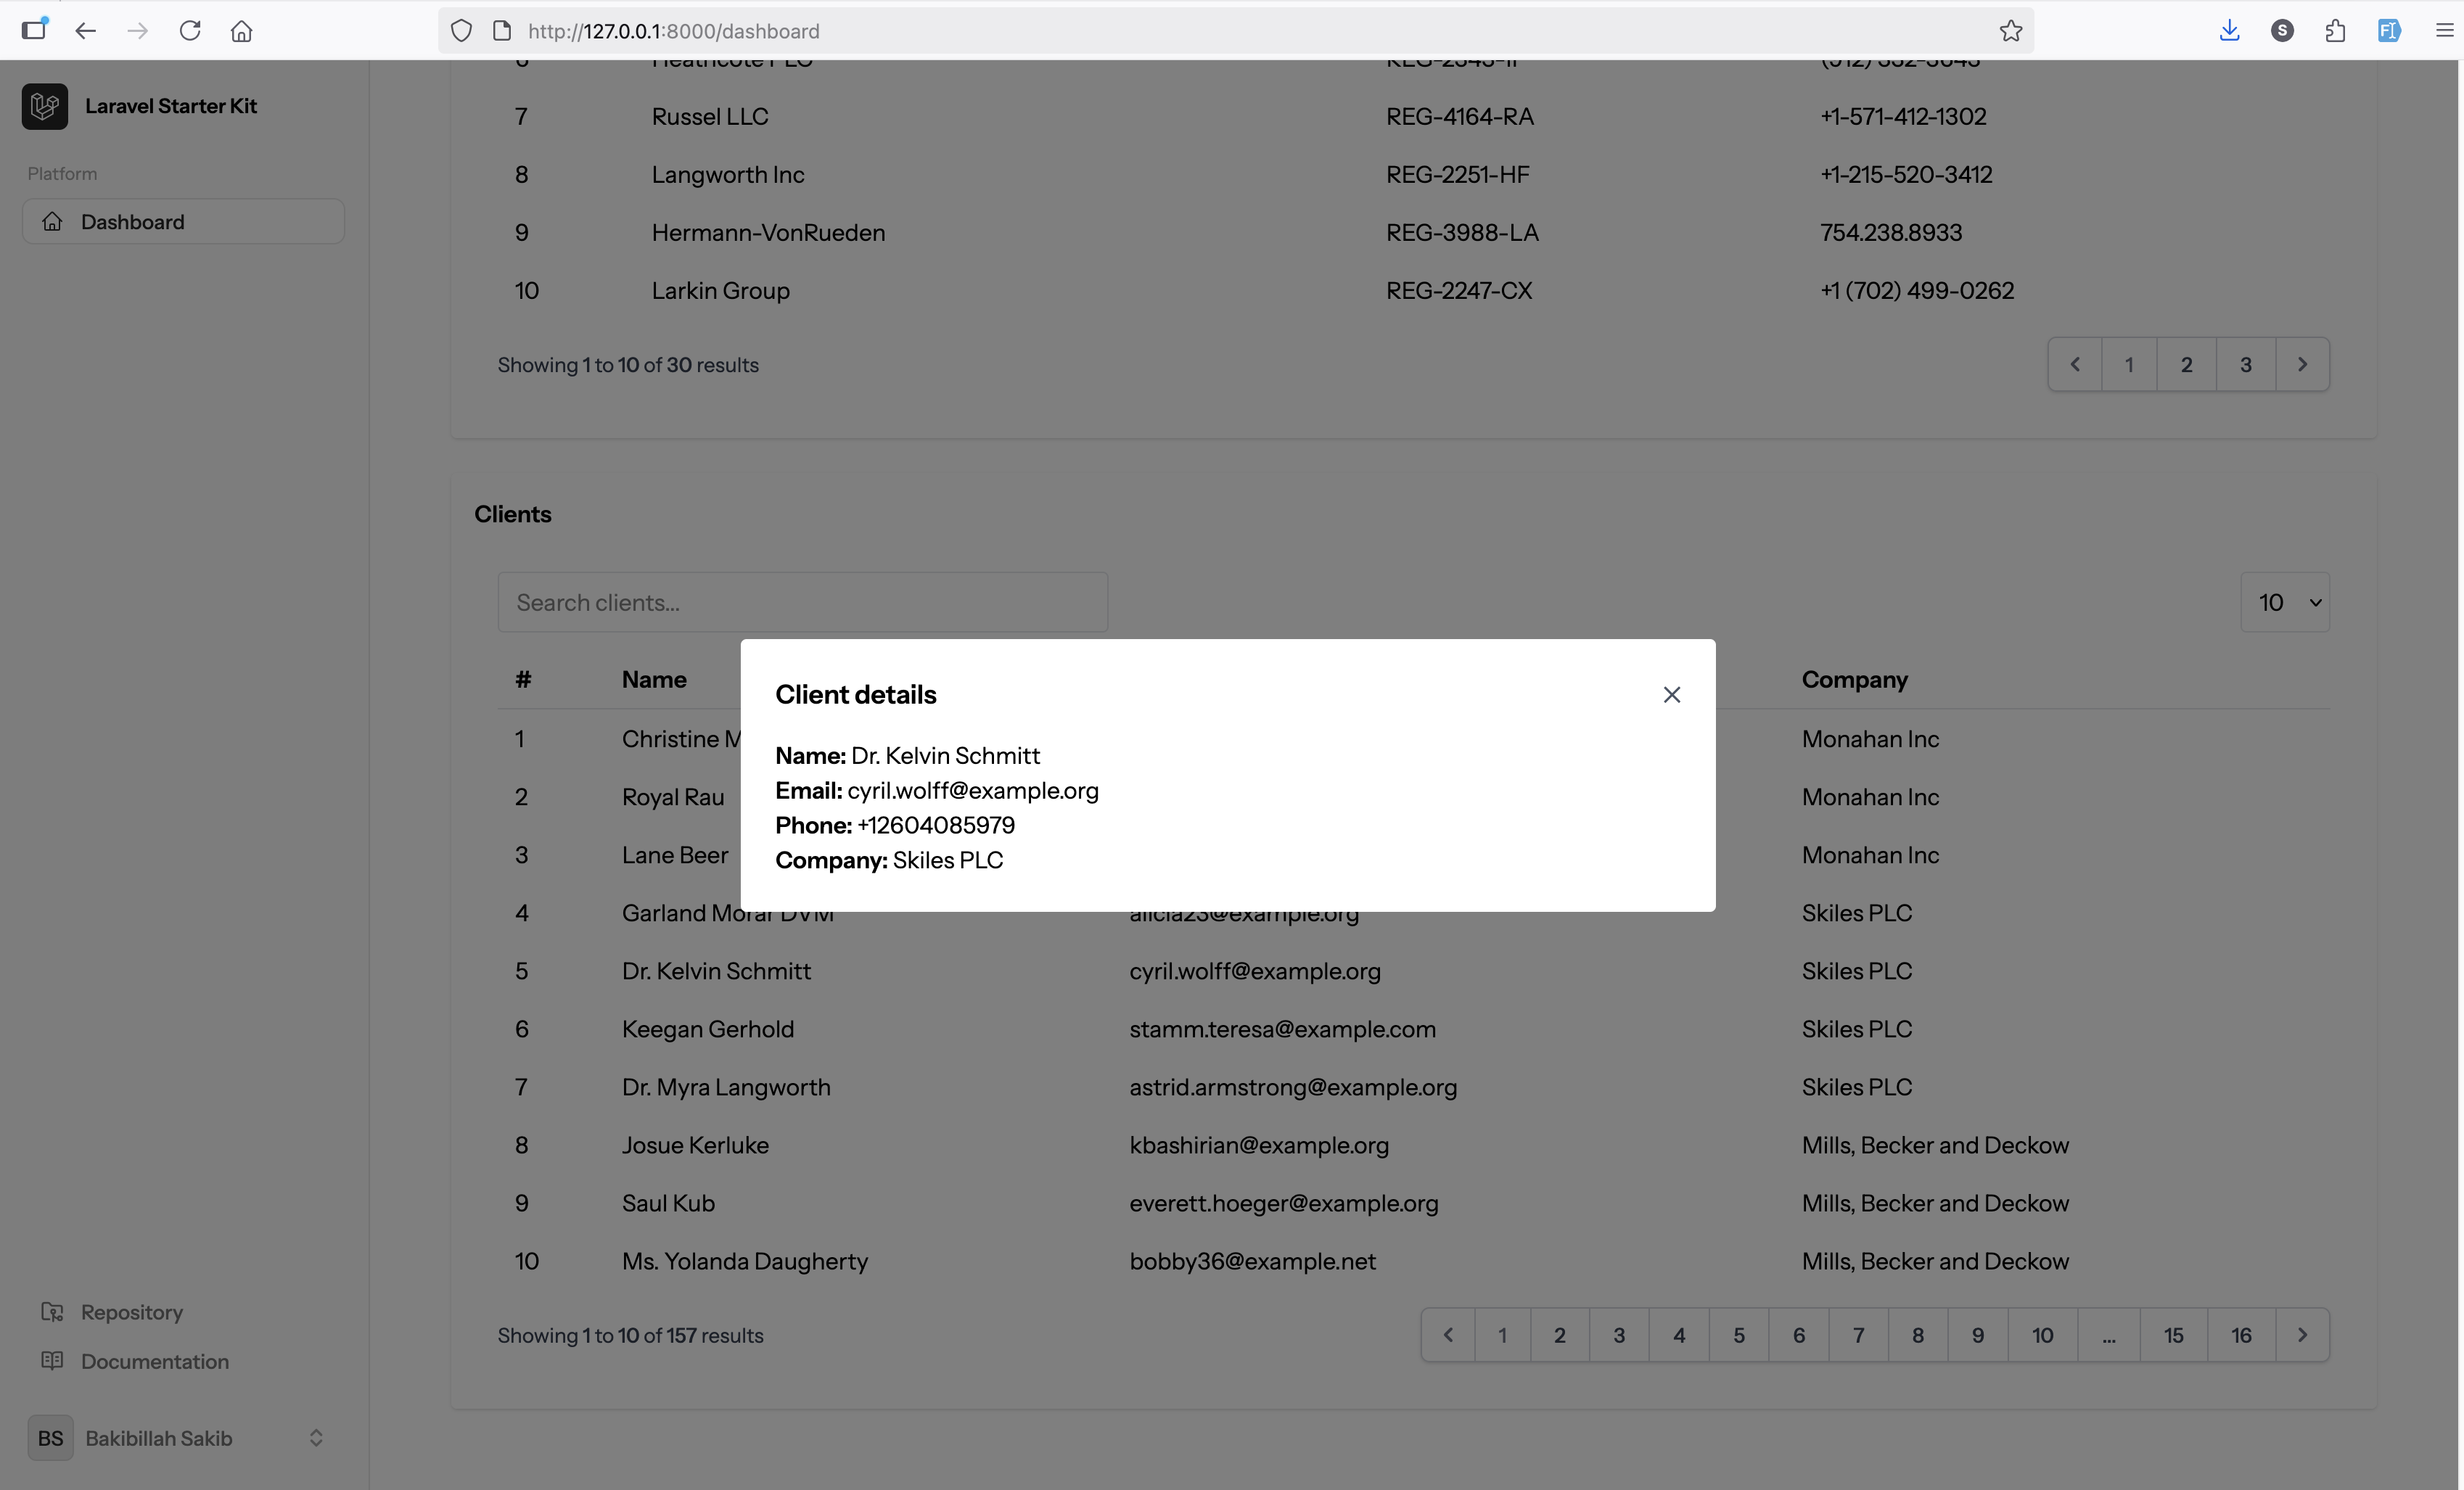 http://127.0.0.1:8000/dashboard
S
Laravel Starter Kit
Platform
Dashboard
7 Russel LLC REG-4164-RA +1-571-412-1302
8 Langworth Inc REG-2251-HF +1-215-520-3412
9 Hermann-VonRueden REG-3988-LA 754.238.8933
10 Larkin Group REG-2247-CX +1 (702) 499-0262
Showing 1 to 10 of 30 results
1 2 3
Clients
Search clients...
10
# Name Company
Client details
Name: Dr. Kelvin Schmitt
Email: cyril.wolff@example.org
Phone: +12604085979
Company: Skiles PLC
1 Christine M Monahan Inc
2 Royal Rau Monahan Inc
3 Lane Beer Monahan Inc
4 Garland Morar DVM alicia23@example.org Skiles PLC
5 Dr. Kelvin Schmitt cyril.wolff@example.org Skiles PLC
6 Keegan Gerhold stamm.teresa@example.com Skiles PLC
7 Dr. Myra Langworth astrid.armstrong@example.org Skiles PLC
8 Josue Kerluke kbashirian@example.org Mills, Becker and Deckow
9 Saul Kub everett.hoeger@example.org Mills, Becker and Deckow
10 Ms. Yolanda Daugherty bobby36@example.net Mills, Becker and Deckow
Showing 1 to 10 of 157 results
1 2 3 4 5 6 7 8 9 10 ... 15 16
Repository
Documentation
BS Bakibillah Sakib